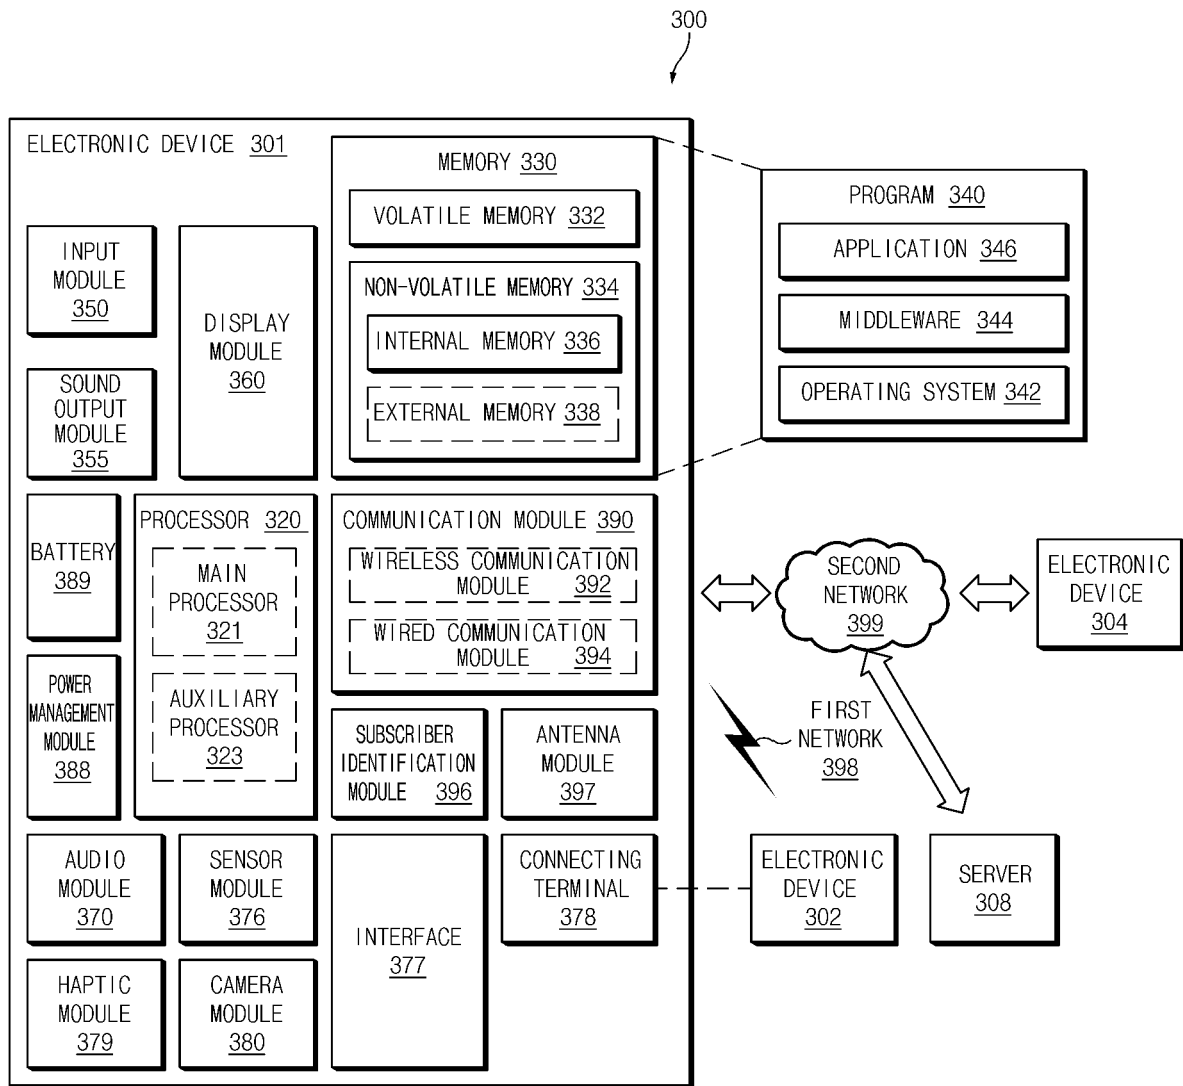 300
ELECTRONIC DEVICE 301
MEMORY 330
VOLATILE MEMORY 332
NON-VOLATILE MEMORY 334
INTERNAL MEMORY 336
EXTERNAL MEMORY 338
PROGRAM 340
APPLICATION 346
MIDDLEWARE 344
OPERATING SYSTEM 342
INPUT
MODULE
350
DISPLAY
MODULE
360
SOUND
OUTPUT
MODULE
355
BATTERY
389
PROCESSOR 320
MAIN
PROCESSOR
321
AUXILIARY
PROCESSOR
323
COMMUNICATION MODULE 390
WIRELESS COMMUNICATION
MODULE 392
WIRED COMMUNICATION
MODULE 394
SECOND
NETWORK
399
ELECTRONIC
DEVICE
304
POWER
MANAGEMENT
MODULE
388
SUBSCRIBER
IDENTIFICATION
MODULE 396
ANTENNA
MODULE
397
FIRST
NETWORK
398
AUDIO
MODULE
370
SENSOR
MODULE
376
INTERFACE
377
CONNECTING
TERMINAL
378
ELECTRONIC
DEVICE
302
SERVER
308
HAPTIC
MODULE
379
CAMERA
MODULE
380